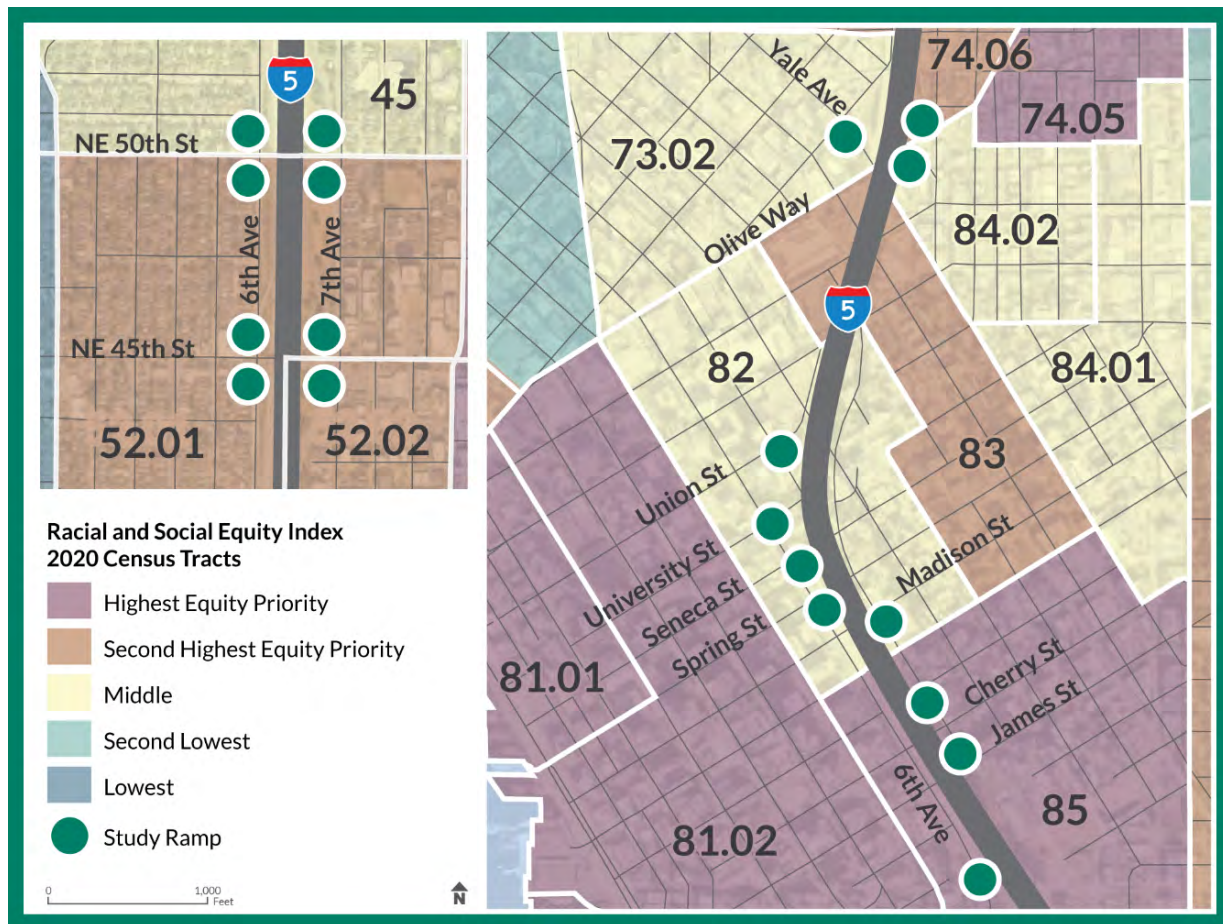 5
45
NE 50th St
6th Ave
7th Ave
NE 45th St
52.01
52.02
Racial and Social Equity Index
2020 Census Tracts
Highest Equity Priority
Second Highest Equity Priority
Middle
Second Lowest
Lowest
Study Ramp
0
1,000
Feet
N
Yale Ave
74.06
74.05
73.02
Olive Way
84.02
5
82
84.01
83
Union St
University St
Madison St
Seneca St
Spring St
81.01
Cherry St
James St
6th Ave
85
81.02